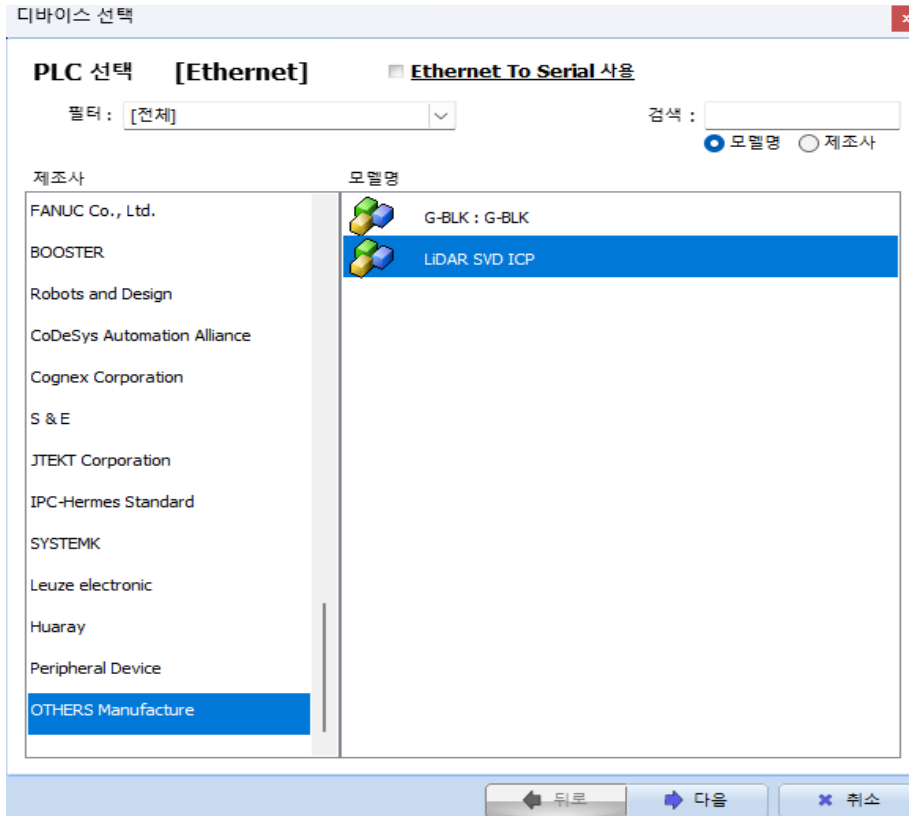 디바이스 선택
PLC 선택 [Ethernet] Ethernet To Serial 사용
필터 : [전체] 검색 :
모델명 제조사
제조사 모델명
FANUC Co., Ltd.
BOOSTER
Robots and Design
CoDeSys Automation Alliance
Cognex Corporation
S & E
JTEKT Corporation
IPC-Hermes Standard
SYSTEMK
Leuze electronic
Huaray
Peripheral Device
OTHERS Manufacture
G-BLK : G-BLK
LiDAR SVD ICP
뒤로 다음 취소